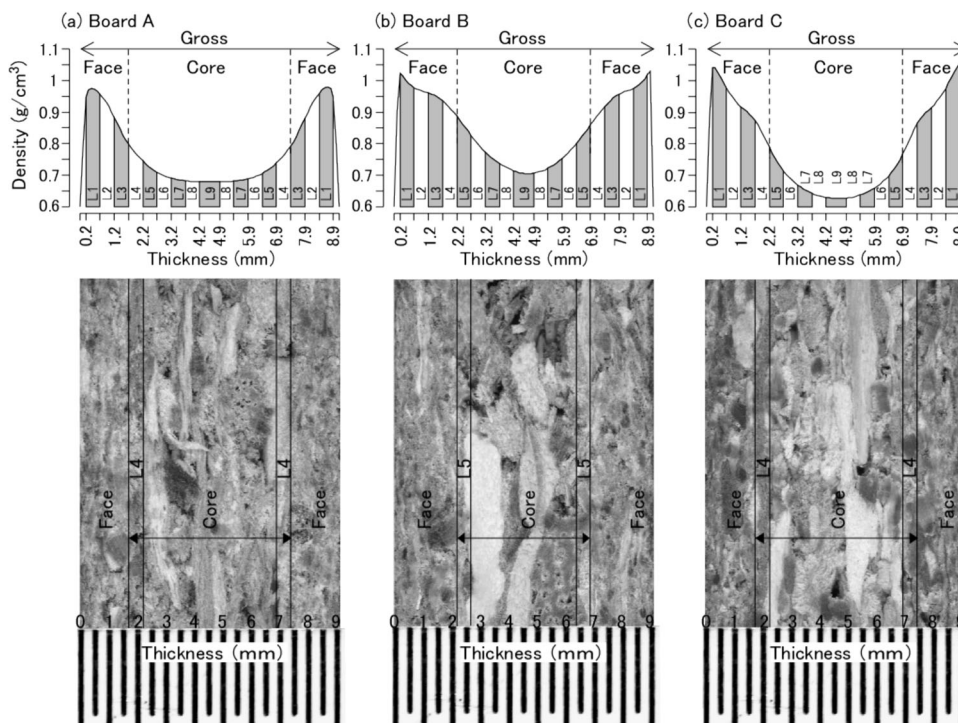 (a) Board A
(b) Board B
(c) Board C
Gross
Gross
Gross
Face Core Face
Face Core Face
Face Core Face
Density (g/cm³)
1.1
1
0.9
0.8
0.7
0.6
1.1
1
0.9
0.8
0.7
0.6
1.1
1
0.9
0.8
0.7
0.6
L1 L2 L3 L4 L5 L6 L7 L8 L9 L8 L7 L6 L5 L4 L3 L2 L1
L1 L2 L3 L4 L5 L6 L7 L8 L9 L8 L7 L6 L5 L4 L3 L2 L1
L1 L2 L3 L4 L5 L6 L7 L8 L9 L8 L7 L6 L5 L4 L3 L2 L1
0.2 1.2 2.2 3.2 4.2 4.9 5.9 6.9 7.9 8.9
0.2 1.2 2.2 3.2 4.2 4.9 5.9 6.9 7.9 8.9
0.2 1.2 2.2 3.2 4.2 4.9 5.9 6.9 7.9 8.9
Thickness (mm)
Thickness (mm)
Thickness (mm)
Face L4 Core L4 Face
Face L5 Core L5 Face
Face L4 Core L4 Face
0 1 2 3 4 5 6 7 8 9
0 1 2 3 4 5 6 7 8 9
0 1 2 3 4 5 6 7 8 9
Thickness (mm)
Thickness (mm)
Thickness (mm)